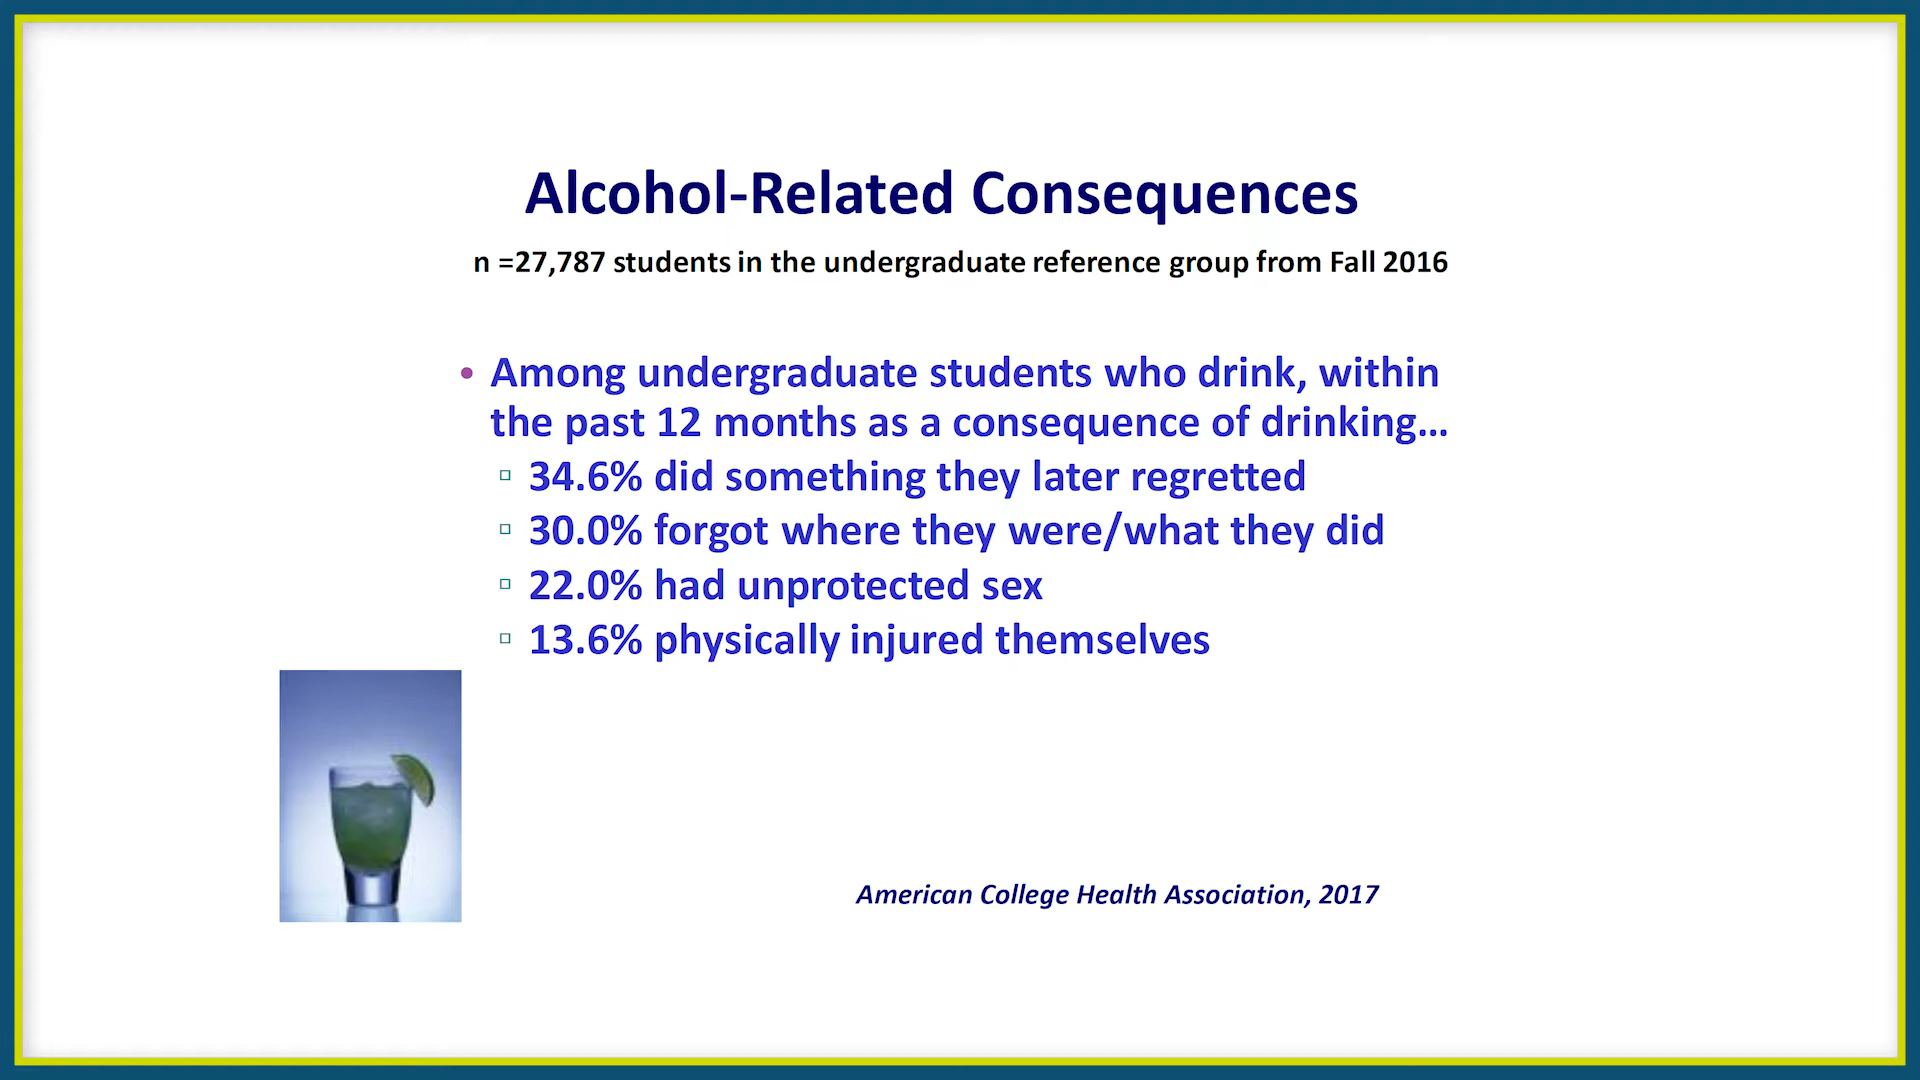 Alcohol-Related Consequences
n =27,787 students in the undergraduate reference group from Fall 2016
• Among undergraduate students who drink, within
the past 12 months as a consequence of drinking…
▫ 34.6% did something they later regretted
▫ 30.0% forgot where they were/what they did
▫ 22.0% had unprotected sex
▫ 13.6% physically injured themselves
American College Health Association, 2017